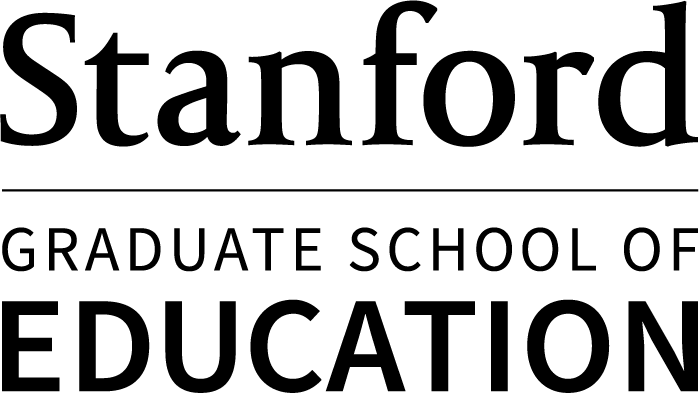 Stanford
GRADUATE SCHOOL OF
EDUCATION